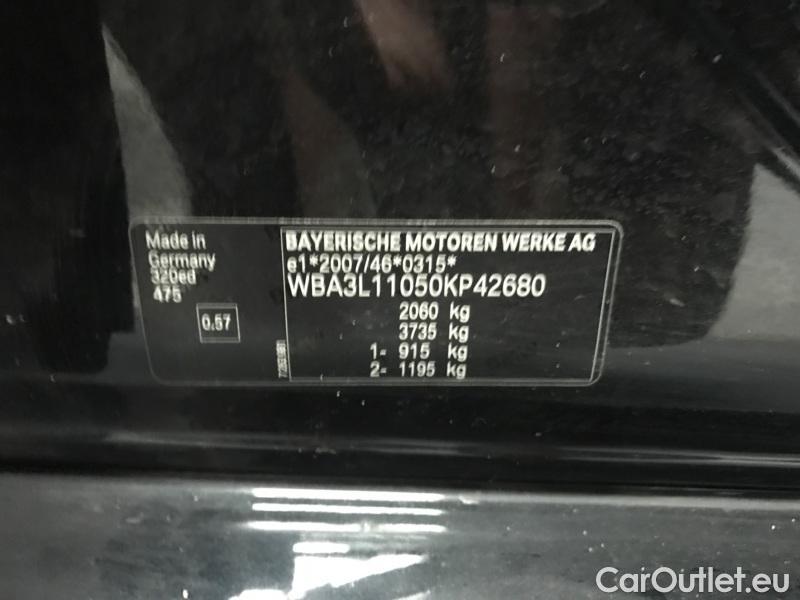 Made in
Germany
320ed
475
0.57
BAYERISCHE MOTOREN WERKE AG
e1*2007/46*0315*
WBA3L11050KP42680
2060 kg
3735 kg
1- 915 kg
2- 1195 kg
CarOutlet.eu